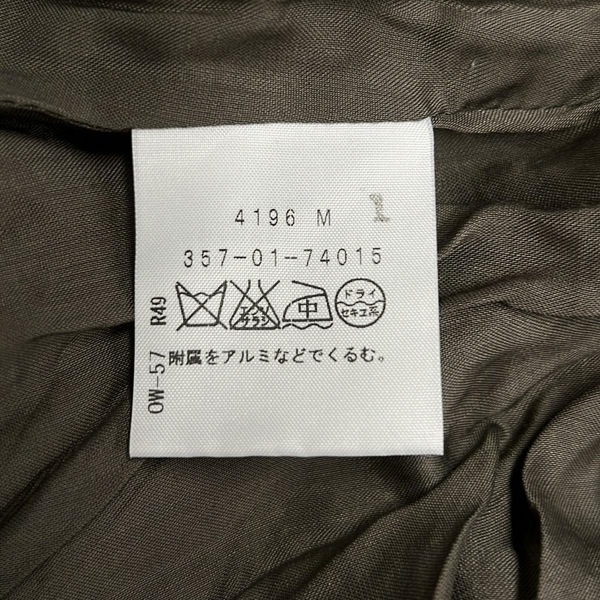 4196 M 1
357-01-74015
エンソ
サラシ
中
ドライ
セキユ系
附属をアルミなどでくるむ。
OW-57 R49